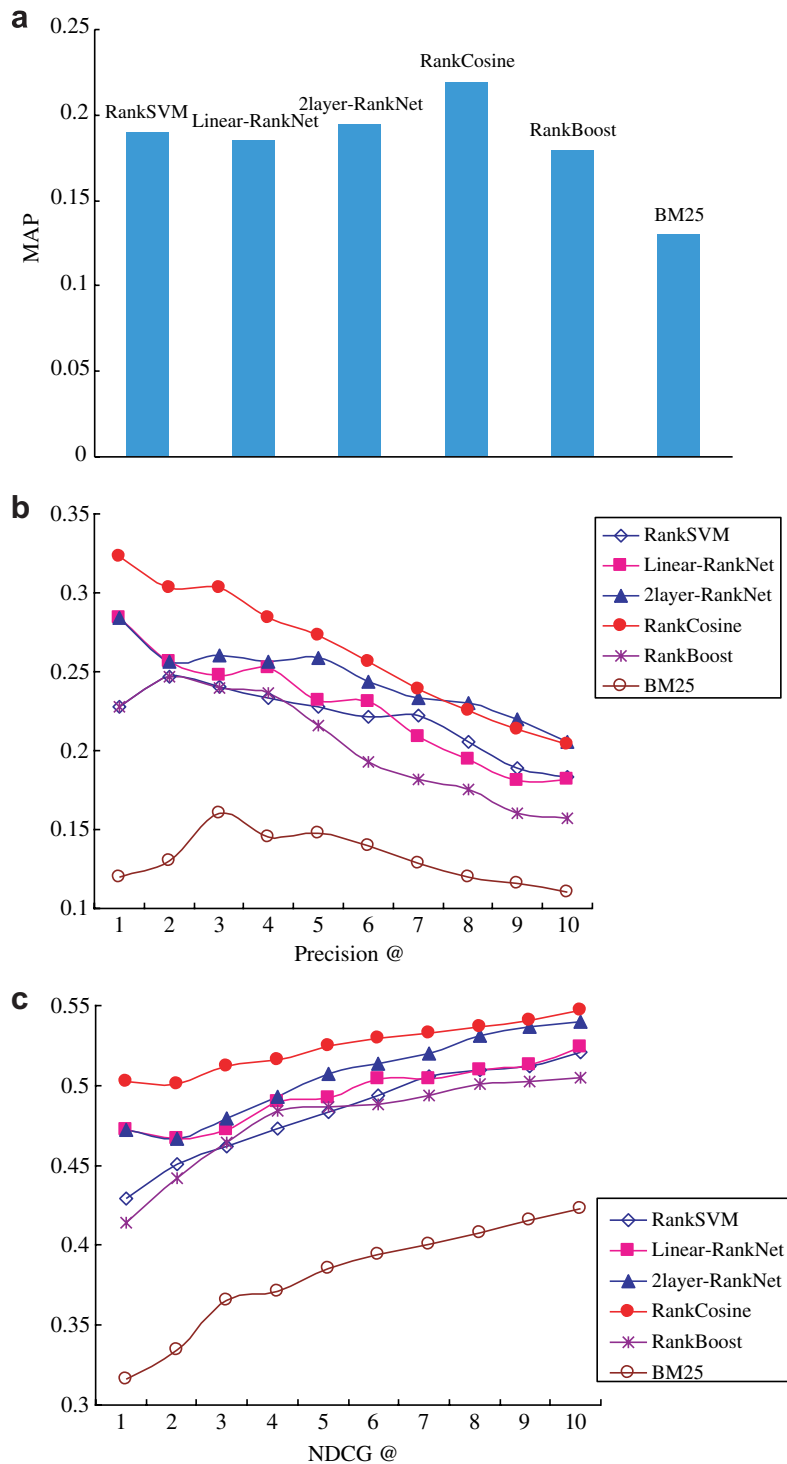 a
0.25
0.2
0.15
0.1
0.05
0
MAP
RankSVM
Linear-RankNet
2layer-RankNet
RankCosine
RankBoost
BM25
b
0.35
0.3
0.25
0.2
0.15
0.1
1 2 3 4 5 6 7 8 9 10
Precision @
RankSVM
Linear-RankNet
2layer-RankNet
RankCosine
RankBoost
BM25
c
0.55
0.5
0.45
0.4
0.35
0.3
1 2 3 4 5 6 7 8 9 10
NDCG @
RankSVM
Linear-RankNet
2layer-RankNet
RankCosine
RankBoost
BM25